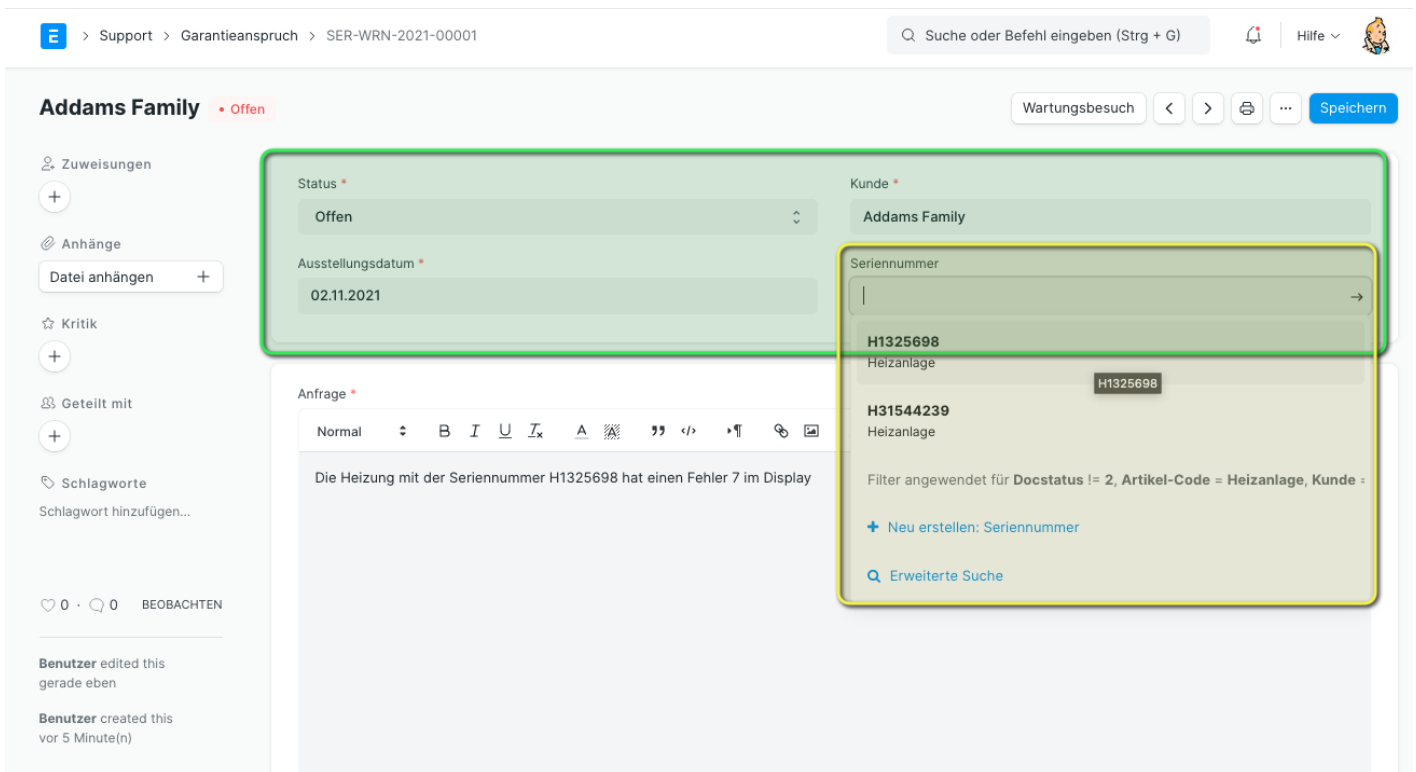 E > Support > Garantieanspruch > SER-WRN-2021-00001
Suche oder Befehl eingeben (Strg + G)
Hilfe
Addams Family • Offen
Wartungsbesuch
Speichern
Zuweisungen
Anhänge
Datei anhängen +
Kritik
Geteilt mit
Schlagworte
Schlagwort hinzufügen...
0 · 0 BEOBACHTEN
Benutzer edited this
gerade eben
Benutzer created this
vor 5 Minute(n)
Status *
Offen
Ausstellungsdatum *
02.11.2021
Kunde *
Addams Family
Seriennummer
H1325698
Heizanlage
H1325698
H31544239
Heizanlage
Filter angewendet für Docstatus != 2, Artikel-Code = Heizanlage, Kunde =
+ Neu erstellen: Seriennummer
Erweiterte Suche
Anfrage *
Normal
Die Heizung mit der Seriennummer H1325698 hat einen Fehler 7 im Display